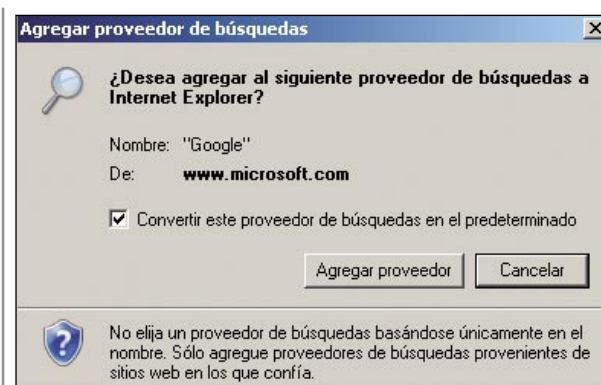 Agregar proveedor de búsquedas
¿Desea agregar al siguiente proveedor de búsquedas a
Internet Explorer?
Nombre: "Google"
De: www.microsoft.com
Convertir este proveedor de búsquedas en el predeterminado
Agregar proveedor Cancelar
No elija un proveedor de búsquedas basándose únicamente en el
nombre. Sólo agregue proveedores de búsquedas provenientes de
sitios web en los que confía.